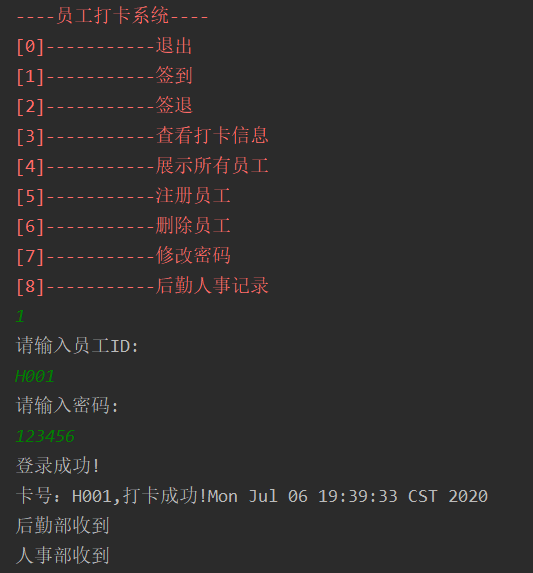 ----员工打卡系统----
[0]-----------退出
[1]-----------签到
[2]-----------签退
[3]-----------查看打卡信息
[4]-----------展示所有员工
[5]-----------注册员工
[6]-----------删除员工
[7]-----------修改密码
[8]-----------后勤人事记录
1
请输入员工ID:
H001
请输入密码:
123456
登录成功!
卡号: H001,打卡成功!Mon Jul 06 19:39:33 CST 2020
后勤部收到
人事部收到